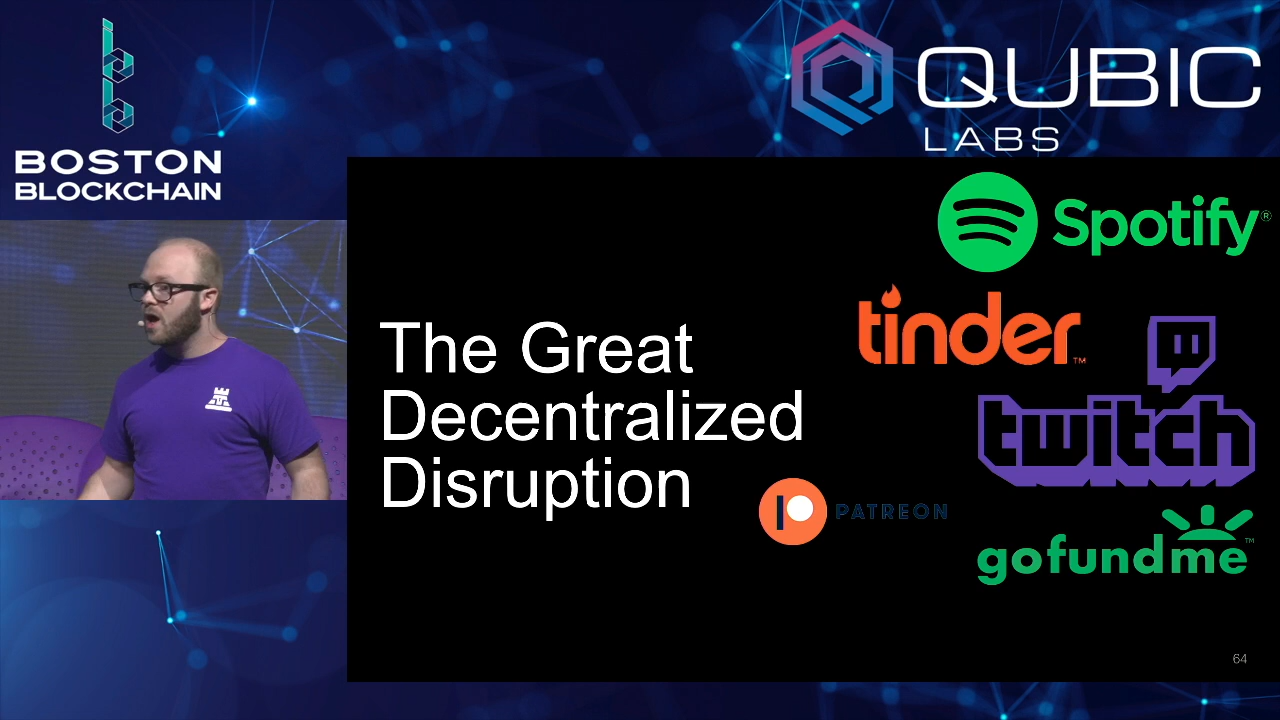 BOSTON
BLOCKCHAIN
QUBIC
LABS
Spotify®
tinder™
twitch
The Great
Decentralized
Disruption
PATREON
gofundme™
64